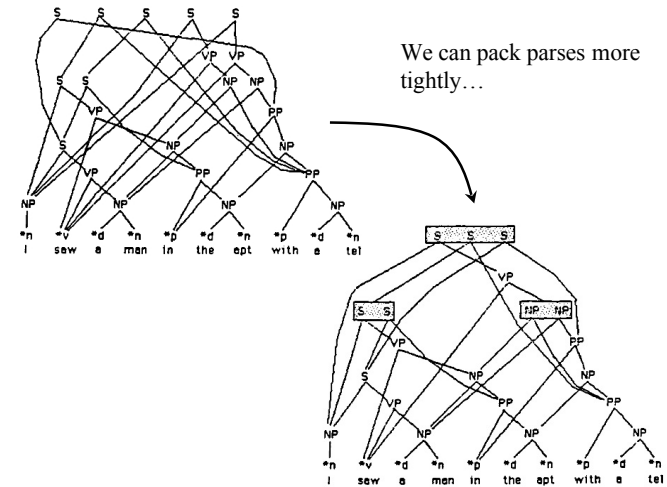 S S S S S
We can pack parses more
tightly…
VP VP
NP NP
S S
VP
PP
S
NP
NP
VP
PP
PP
NP
NP
NP
NP
*n *v *d *n *p *d *n *p *d *n
I saw a man in the apt with a tel
S S S
VP
S S
NP NP
VP
PP
S
NP
NP
VP
PP
PP
NP
NP
NP
NP
*n *v *d *n *p *d *n *p *d *n
I saw a man in the apt with a tel